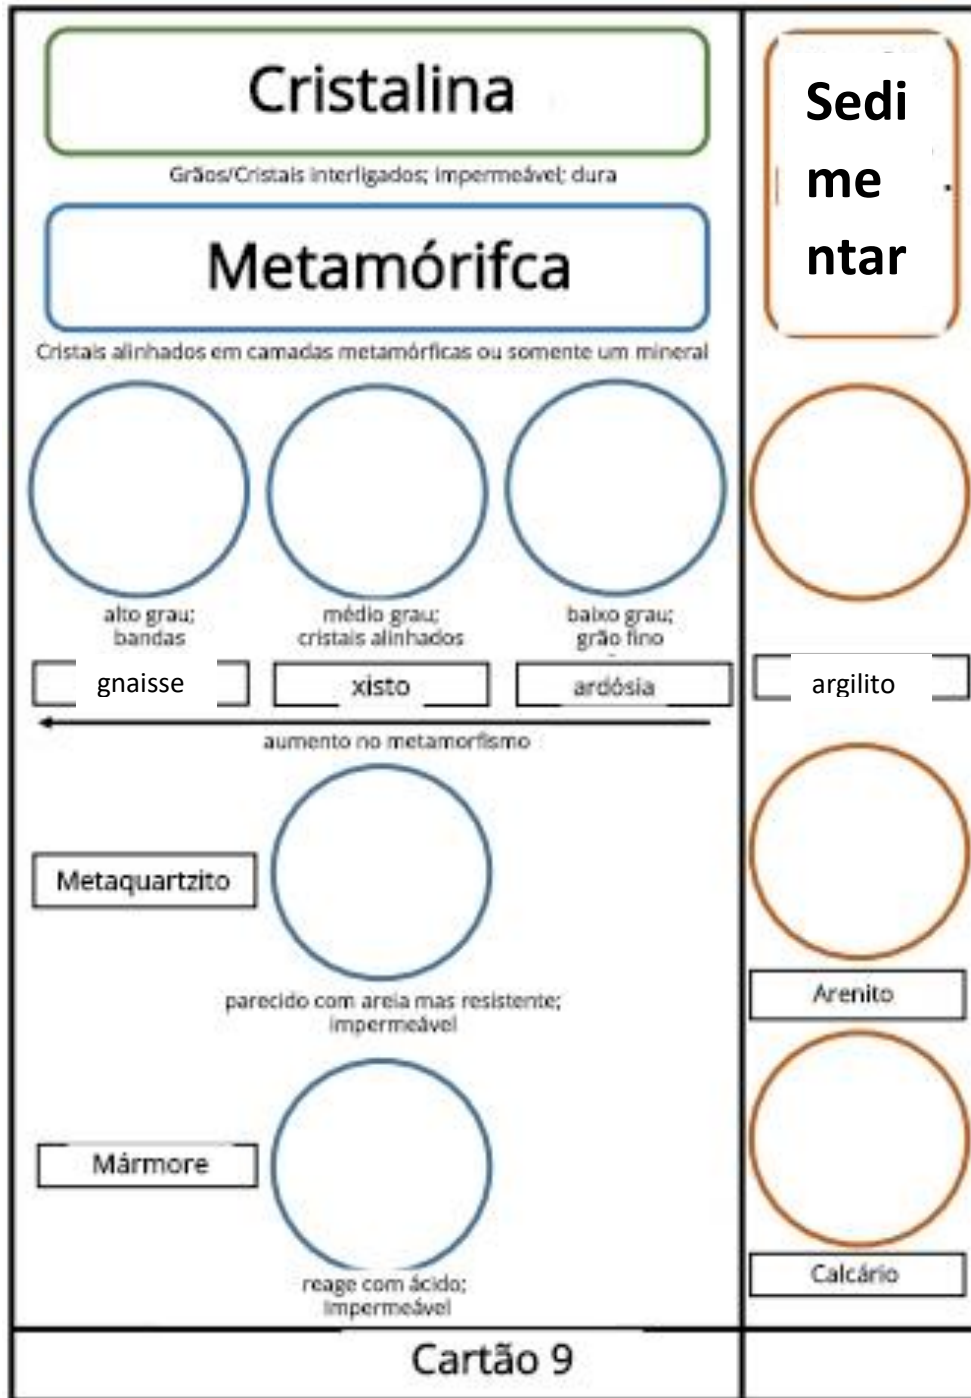 Cristalina
Grãos/Cristais interligados; impermeável; dura
Metamórifca
Cristais alinhados em camadas metamórficas ou somente um mineral
alto grau;
bandas
médio grau;
cristais alinhados
baixo grau;
grão fino
gnaisse
xisto
ardósia
aumento no metamorfismo
Metaquartzito
parecido com areia mas resistente;
impermeável
Mármore
reage com ácido;
impermeável
Cartão 9
Sedi
me
ntar
argilito
Arenito
Calcário